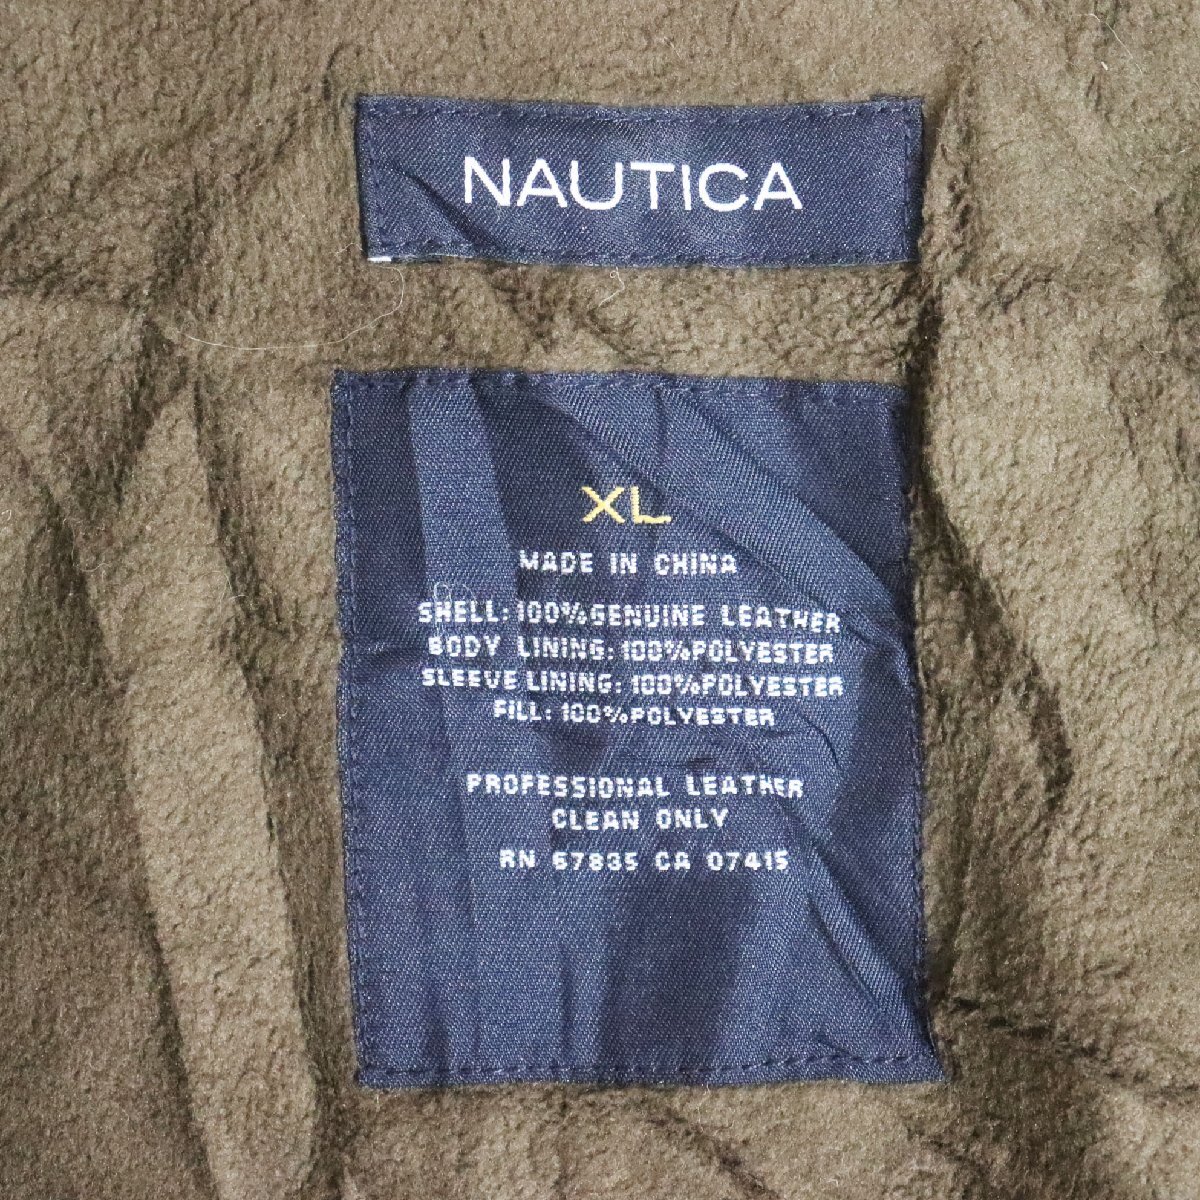 NAUTICA
XL
MADE IN CHINA
SHELL: 100%GENUINE LEATHER
BODY LINING: 100%POLYESTER
SLEEVE LINING: 100%POLYESTER
FILL: 100%POLYESTER
PROFESSIONAL LEATHER
CLEAN ONLY
RN 67835 CA 07415